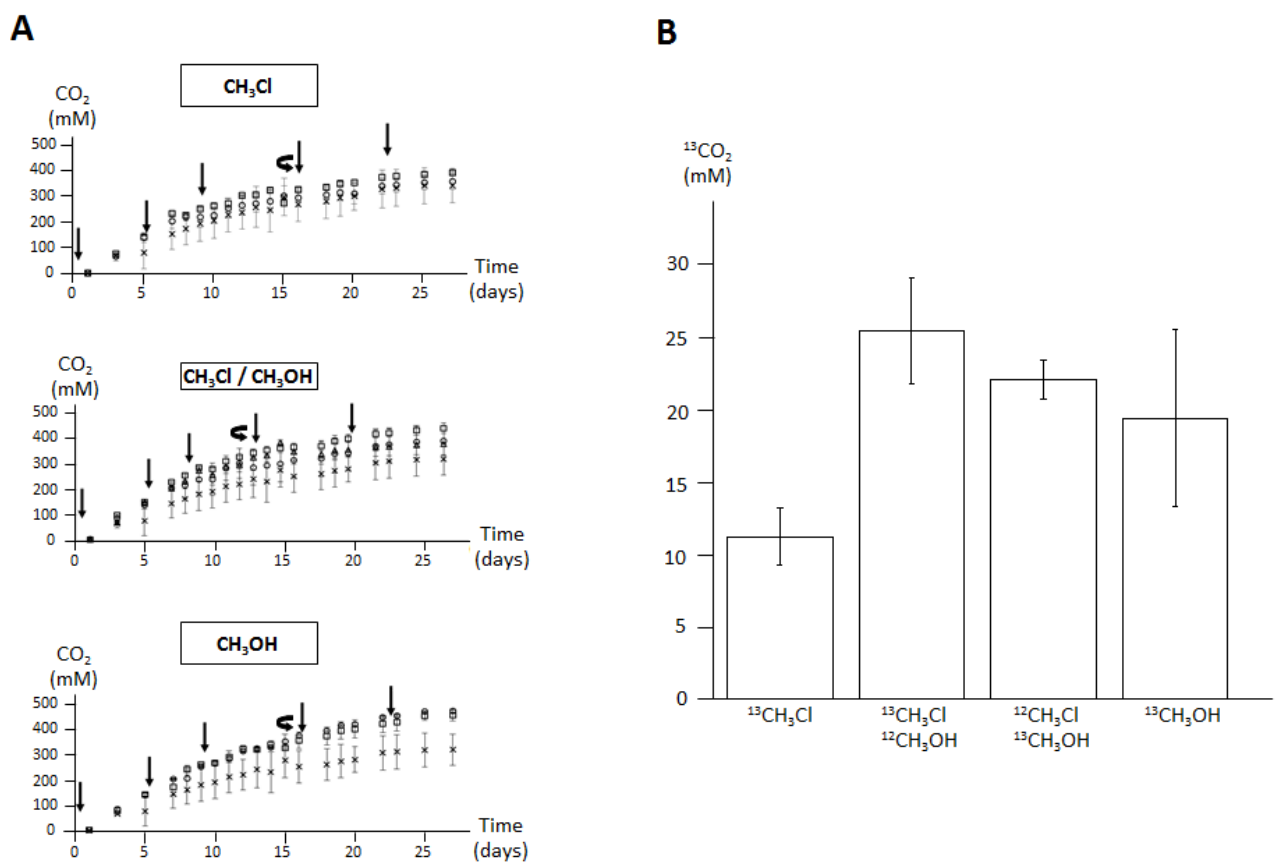 A
CH₃Cl
CO₂
(mM)
500
400
300
200
100
0
0 5 10 15 20 25
Time
(days)
CH₃Cl / CH₃OH
CO₂
(mM)
500
400
300
200
100
0
0 5 10 15 20 25
Time
(days)
CH₃OH
CO₂
(mM)
500
400
300
200
100
0
0 5 10 15 20 25
Time
(days)
B
¹³CO₂
(mM)
30
25
20
15
10
5
0
¹³CH₃Cl ¹³CH₃Cl ¹²CH₃Cl ¹³CH₃OH
¹²CH₃OH ¹³CH₃OH